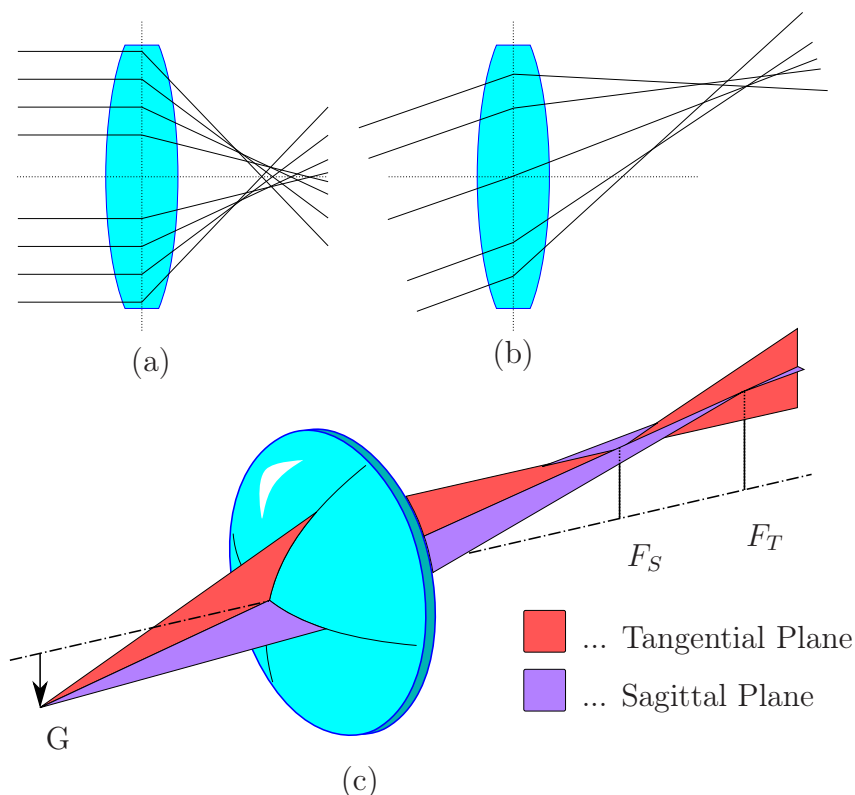 (a)
(b)
F_S
F_T
... Tangential Plane
... Sagittal Plane
G
(c)